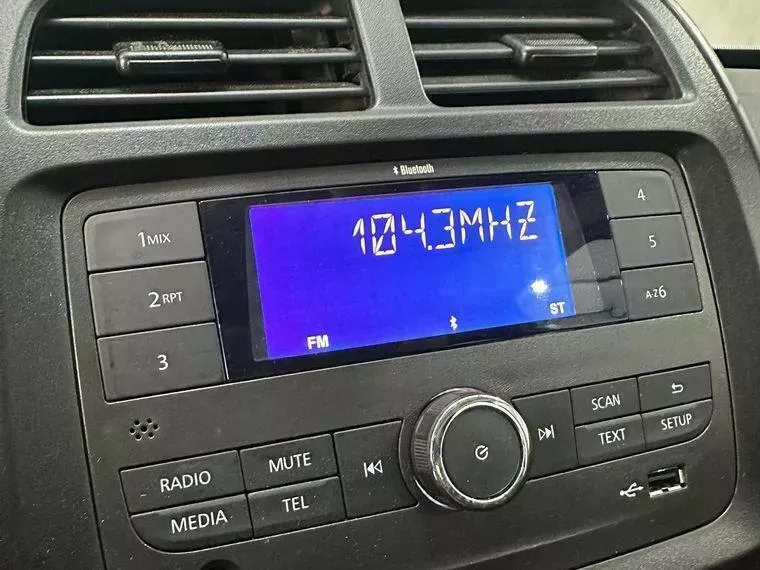 Bluetooth
104.3MHZ
FM
ST
1MIX
2RPT
3
4
5
A-Z6
RADIO
MUTE
MEDIA
TEL
SCAN
TEXT
SETUP